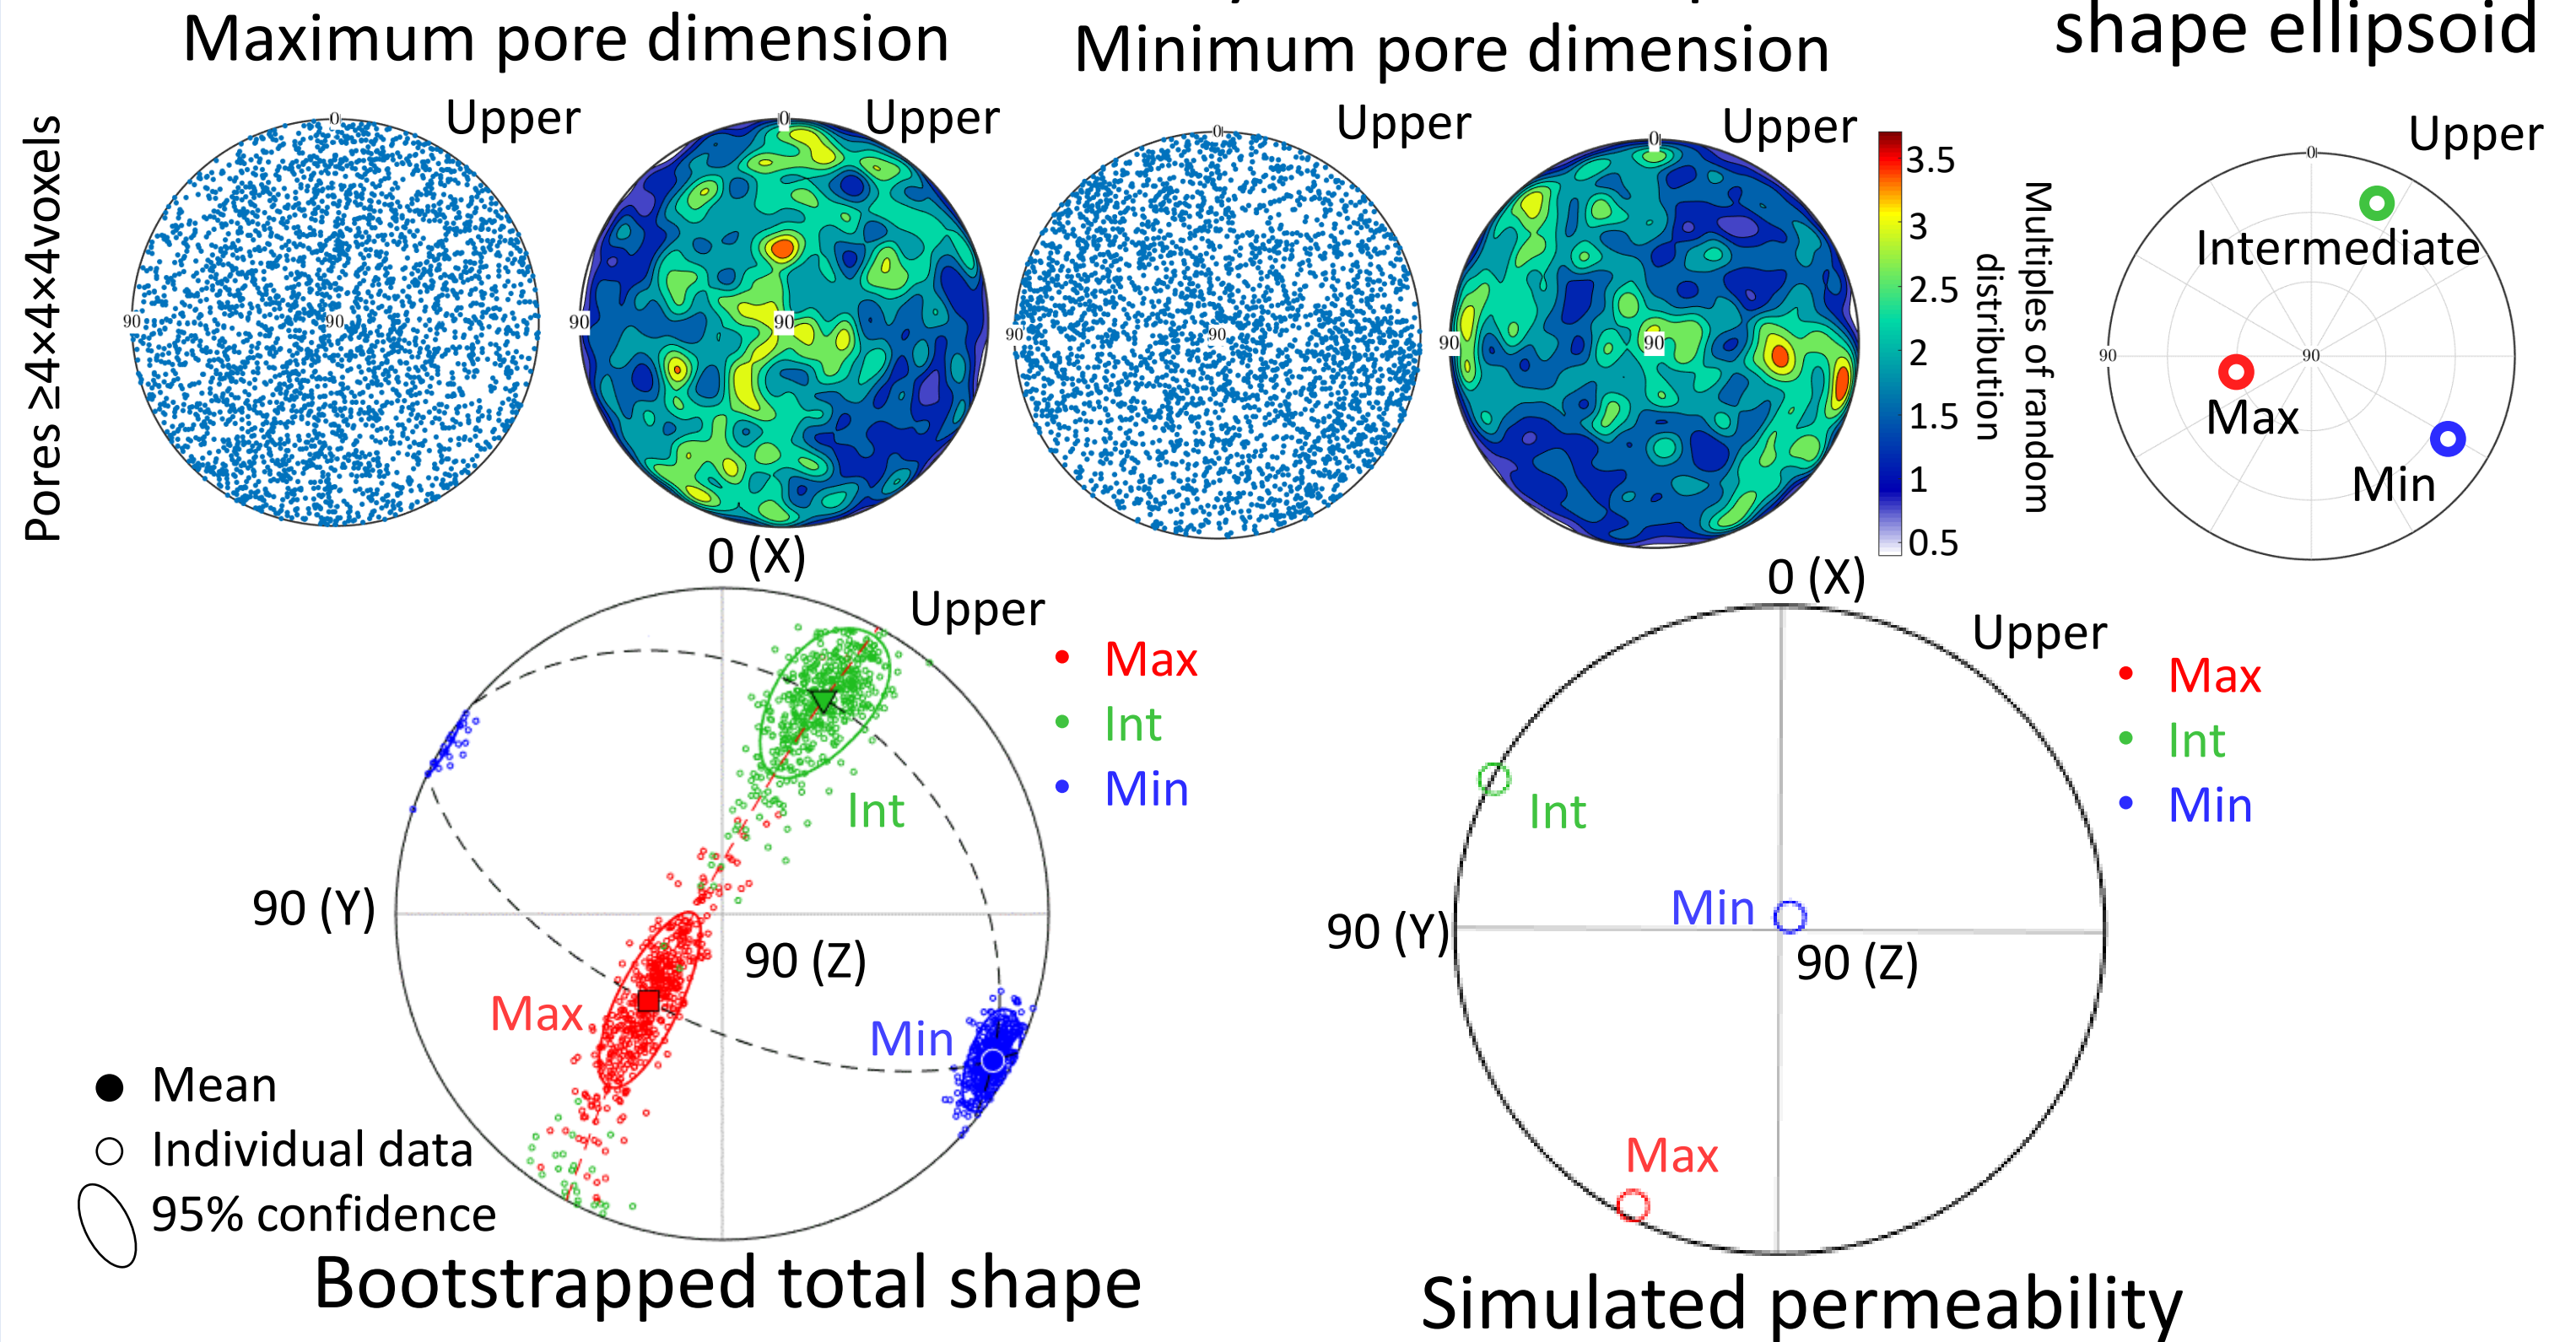 Maximum pore dimension
Minimum pore dimension
shape ellipsoid
Pores ≥4×4×4voxels
Upper
Upper
Upper
Upper
Upper
0
90
90
0
90
90
0
90
90
0
90
90
3.5
3
2.5
2
1.5
1
0.5
Multiples of random
distribution
0
90
90
Intermediate
Max
Min
0 (X)
Upper
Max
Int
Min
Int
90 (Y)
90 (Z)
Max
Min
Mean
Individual data
95% confidence
Bootstrapped total shape
0 (X)
Upper
Max
Int
Min
Int
Min
90 (Y)
90 (Z)
Max
Simulated permeability